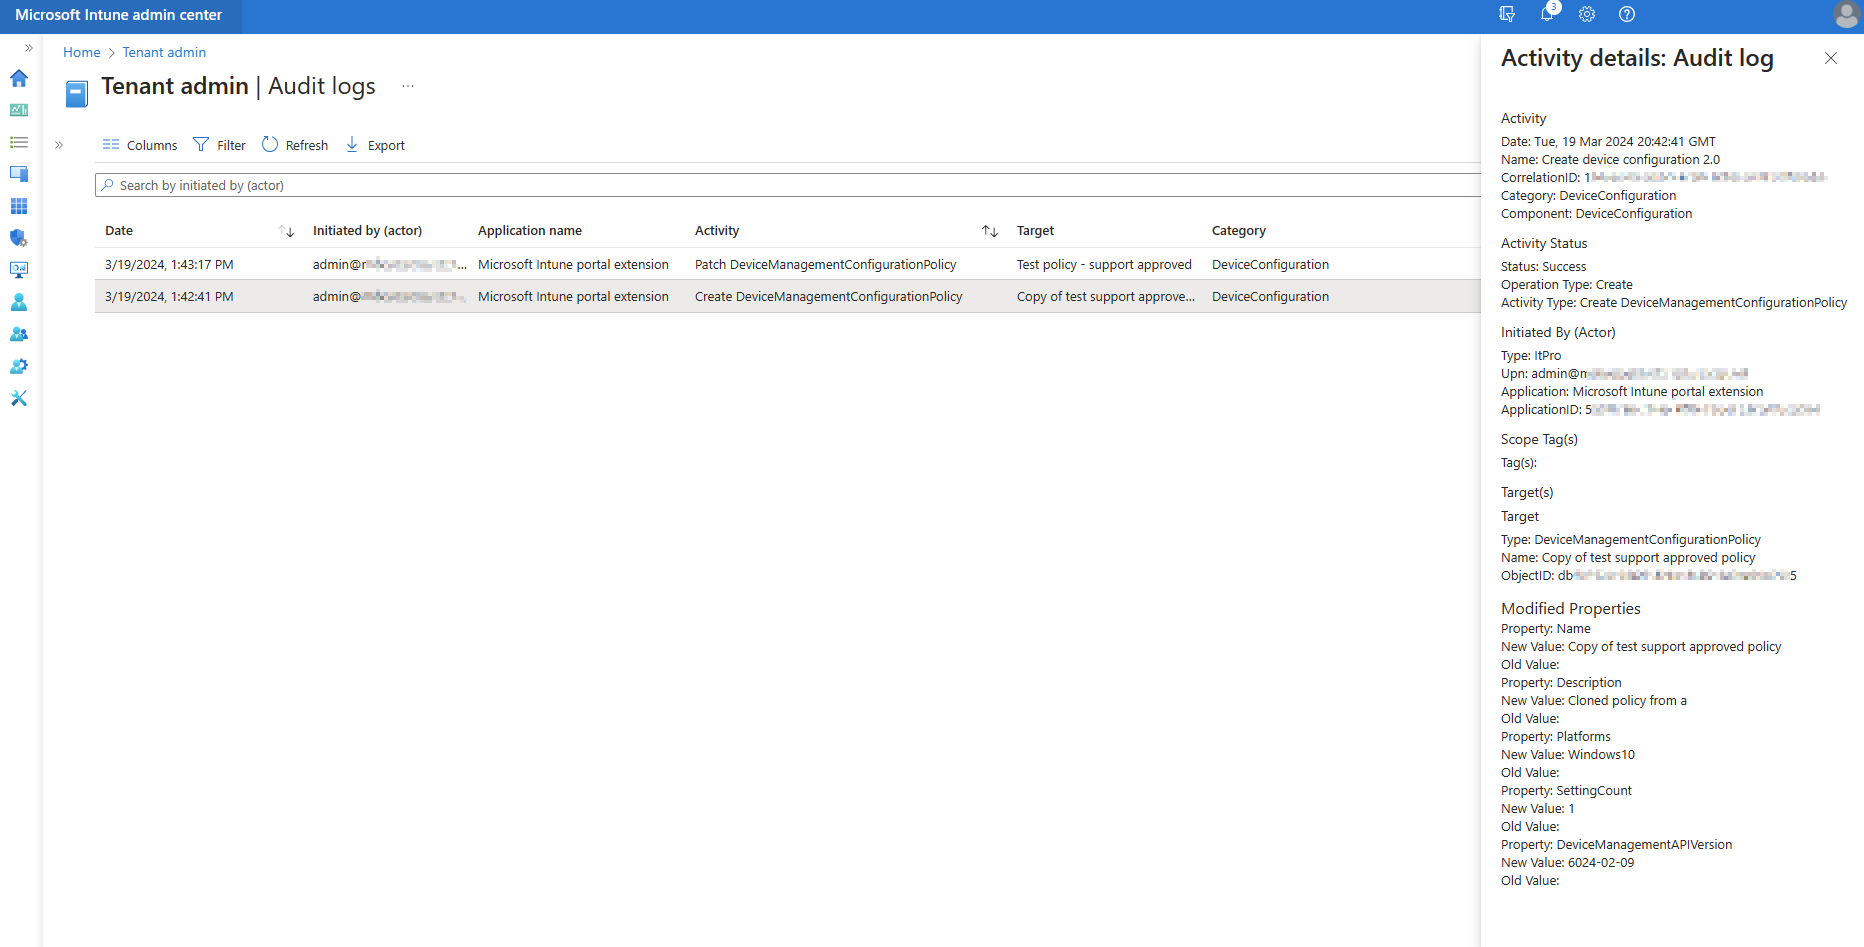 Microsoft Intune admin center
3
Home > Tenant admin
Tenant admin | Audit logs ...
Columns Filter Refresh Export
Search by initiated by (actor)
Date Initiated by (actor) Application name Activity Target Category
3/19/2024, 1:43:17 PM admin@ ... Microsoft Intune portal extension Patch DeviceManagementConfigurationPolicy Test policy - support approved DeviceConfiguration
3/19/2024, 1:42:41 PM admin@ Microsoft Intune portal extension Create DeviceManagementConfigurationPolicy Copy of test support approve... DeviceConfiguration
Activity details: Audit log
Activity
Date: Tue, 19 Mar 2024 20:42:41 GMT
Name: Create device configuration 2.0
CorrelationID: 1
Category: DeviceConfiguration
Component: DeviceConfiguration
Activity Status
Status: Success
Operation Type: Create
Activity Type: Create DeviceManagementConfigurationPolicy
Initiated By (Actor)
Type: ItPro
Upn: admin@m
Application: Microsoft Intune portal extension
ApplicationID: 5
Scope Tag(s)
Tag(s):
Target(s)
Target
Type: DeviceManagementConfigurationPolicy
Name: Copy of test support approved policy
ObjectID: db 5
Modified Properties
Property: Name
New Value: Copy of test support approved policy
Old Value:
Property: Description
New Value: Cloned policy from a
Old Value:
Property: Platforms
New Value: Windows10
Old Value:
Property: SettingCount
New Value: 1
Old Value:
Property: DeviceManagementAPIVersion
New Value: 6024-02-09
Old Value: